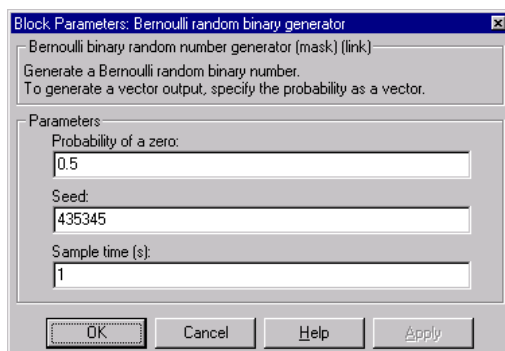 Block Parameters: Bernoulli random binary generator
Bernoulli binary random number generator (mask) (link)
Generate a Bernoulli random binary number.
To generate a vector output, specify the probability as a vector.
Parameters
Probability of a zero:
0.5
Seed:
435345
Sample time (s):
1
OK Cancel Help Apply